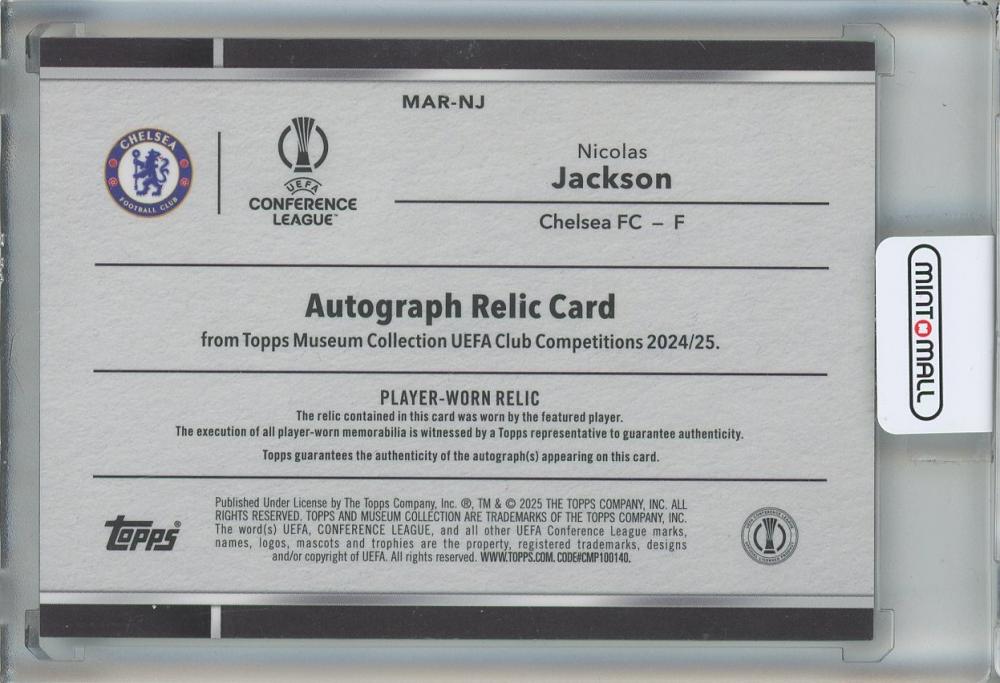 MAR-NJ
CHELSEA
FOOTBALL CLUB
UEFA
CONFERENCE
LEAGUE™
Nicolas
Jackson
Chelsea FC – F
Autograph Relic Card
from Topps Museum Collection UEFA Club Competitions 2024/25.
PLAYER-WORN RELIC
The relic contained in this card was worn by the featured player.
The execution of all player-worn memorabilia is witnessed by a Topps representative to guarantee authenticity.
Topps guarantees the authenticity of the autograph(s) appearing on this card.
topps®
Published Under License by The Topps Company, Inc. ®, TM & © 2025 THE TOPPS COMPANY, INC. ALL
RIGHTS RESERVED. TOPPS AND MUSEUM COLLECTION ARE TRADEMARKS OF THE TOPPS COMPANY, INC.
The word(s) UEFA, CONFERENCE LEAGUE, and all other UEFA Conference League marks,
names, logos, mascots and trophies are the property, registered trademarks, designs
and/or copyright of UEFA. All rights reserved. WWW.TOPPS.COM. CODE#CMP100140.
MINT MALL